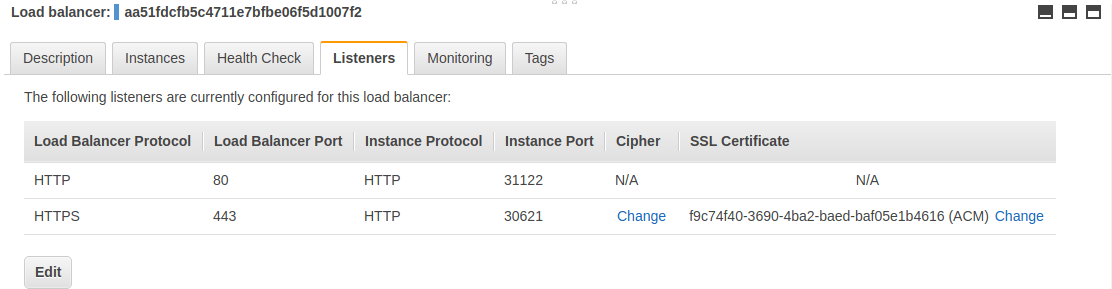 Load balancer: aa51fdcfb5c4711e7bfbe06f5d1007f2
Description Instances Health Check Listeners Monitoring Tags
The following listeners are currently configured for this load balancer:
Load Balancer Protocol Load Balancer Port Instance Protocol Instance Port Cipher SSL Certificate
HTTP 80 HTTP 31122 N/A N/A
HTTPS 443 HTTP 30621 Change f9c74f40-3690-4ba2-baed-baf05e1b4616 (ACM) Change
Edit